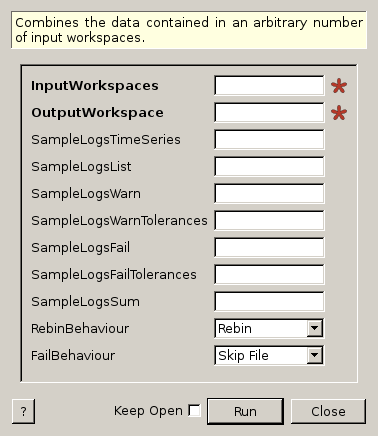 Combines the data contained in an arbitrary number
of input workspaces.
InputWorkspaces
OutputWorkspace
SampleLogsTimeSeries
SampleLogsList
SampleLogsWarn
SampleLogsWarnTolerances
SampleLogsFail
SampleLogsFailTolerances
SampleLogsSum
RebinBehaviour Rebin
FailBehaviour Skip File
? Keep Open Run Close